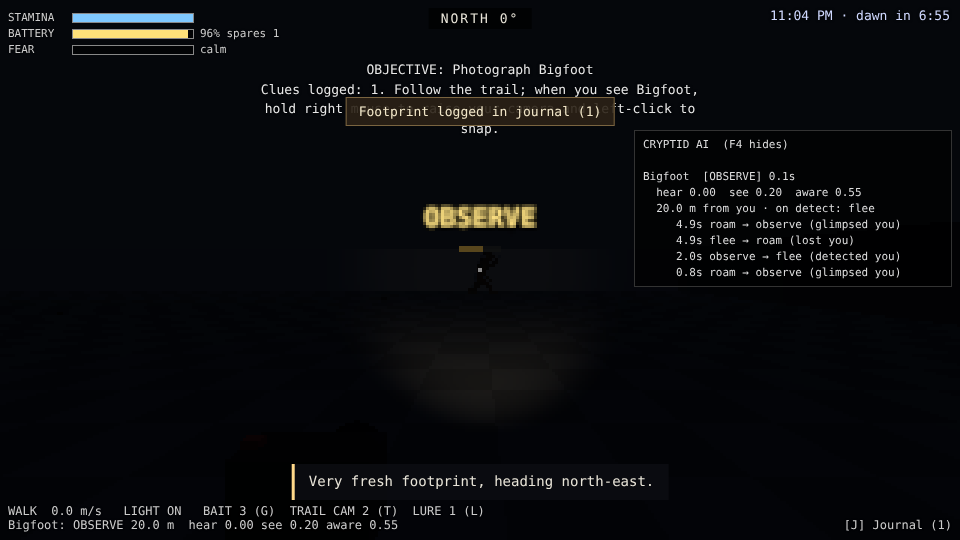 STAMINA
BATTERY 96% spares 1
FEAR calm
NORTH 0°
11:04 PM · dawn in 6:55
OBJECTIVE: Photograph Bigfoot
Clues logged: 1. Follow the trail; when you see Bigfoot,
hold right ft-click to
Footprint logged in journal (1)
snap.
CRYPTID AI (F4 hides)
Bigfoot [OBSERVE] 0.1s
hear 0.00 see 0.20 aware 0.55
20.0 m from you · on detect: flee
4.9s roam → observe (glimpsed you)
4.9s flee → roam (lost you)
2.0s observe → flee (detected you)
0.8s roam → observe (glimpsed you)
OBSERVE
Very fresh footprint, heading north-east.
WALK 0.0 m/s LIGHT ON BAIT 3 (G) TRAIL CAM 2 (T) LURE 1 (L)
Bigfoot: OBSERVE 20.0 m hear 0.00 see 0.20 aware 0.55
[J] Journal (1)